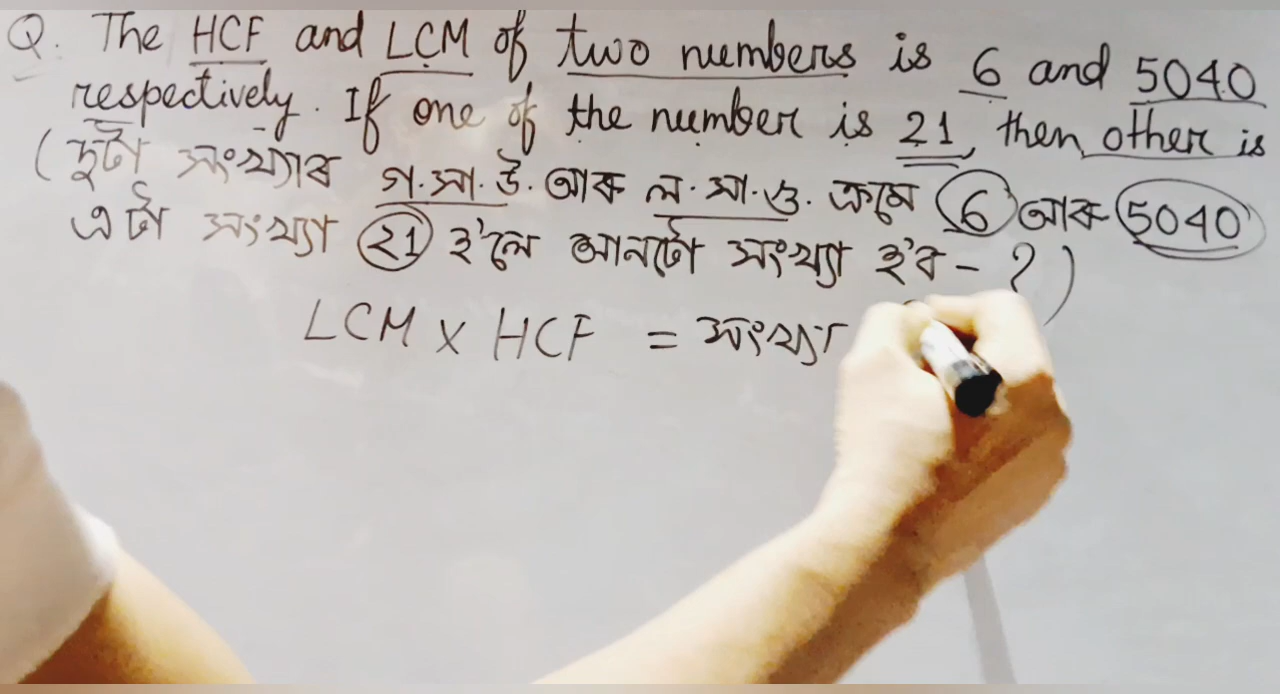 Q. The HCF and LCM of two numbers is 6 and 5040
respectively. If one of the number is 21, then other is
(দুটা সংখ্যাৰ গ.সা.উ. আৰু ল.সা.গু. ক্ৰমে 6 আৰু 5040
এটা সংখ্যা 21 হ'লে আনটো সংখ্যা হ'ব - ?)
LCM x HCF = সংখ্যা